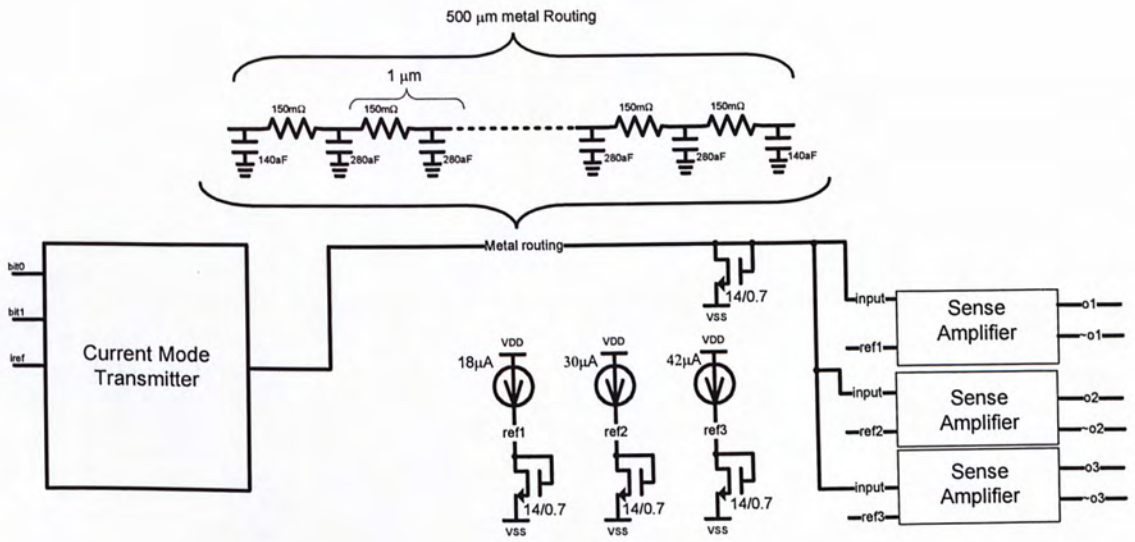 500 μm metal Routing
1 μm
150mΩ 150mΩ 150mΩ 150mΩ
140aF 280aF 280aF 280aF 280aF 140aF
Metal routing
bit0
bit1
iref
Current Mode
Transmitter
14/0.7
vss
VDD VDD VDD
18μA 30μA 42μA
ref1 ref2 ref3
14/0.7 14/0.7 14/0.7
vss vss vss
input
ref1
Sense
Amplifier
o1
~o1
input
ref2
Sense
Amplifier
o2
~o2
input
ref3
Sense
Amplifier
o3
~o3